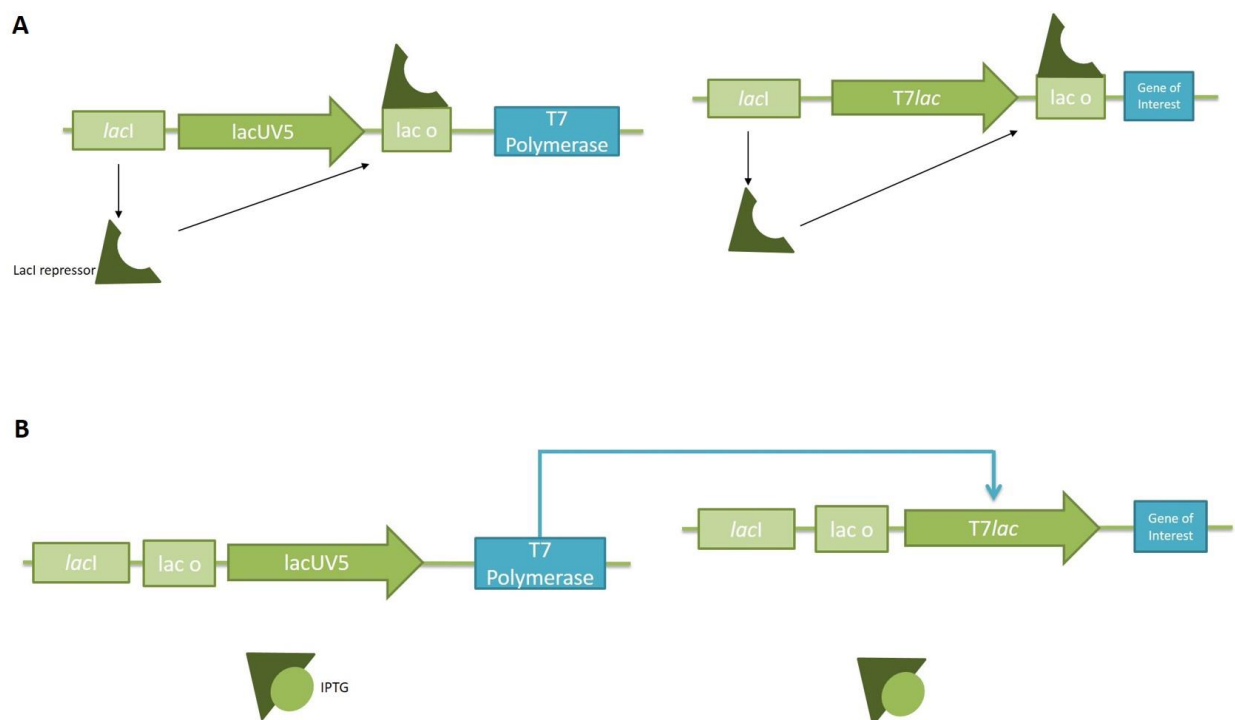 A
lacI
lacUV5
lac o
T7
Polymerase
LacI repressor
lacI
T7lac
lac o
Gene of
Interest
B
lacI
lac o
lacUV5
T7
Polymerase
IPTG
lacI
lac o
T7lac
Gene of
Interest